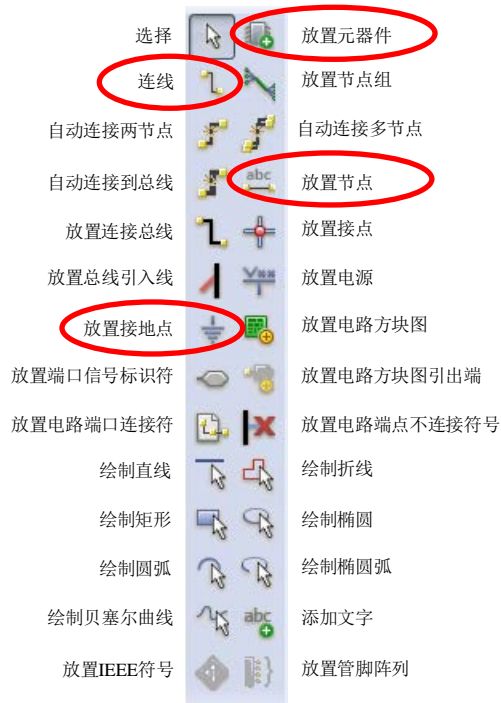 选择 放置元器件
连线 放置节点组
自动连接两节点 自动连接多节点
自动连接到总线 abc 放置节点
放置连接总线 放置接点
放置总线引入线 放置电源
放置接地点 放置电路方块图
放置端口信号标识符 放置电路方块图引出端
放置电路端口连接符 放置电路端点不连接符号
绘制直线 绘制折线
绘制矩形 绘制椭圆
绘制圆弧 绘制椭圆弧
绘制贝塞尔曲线 abc 添加文字
放置IEEE符号 放置管脚阵列